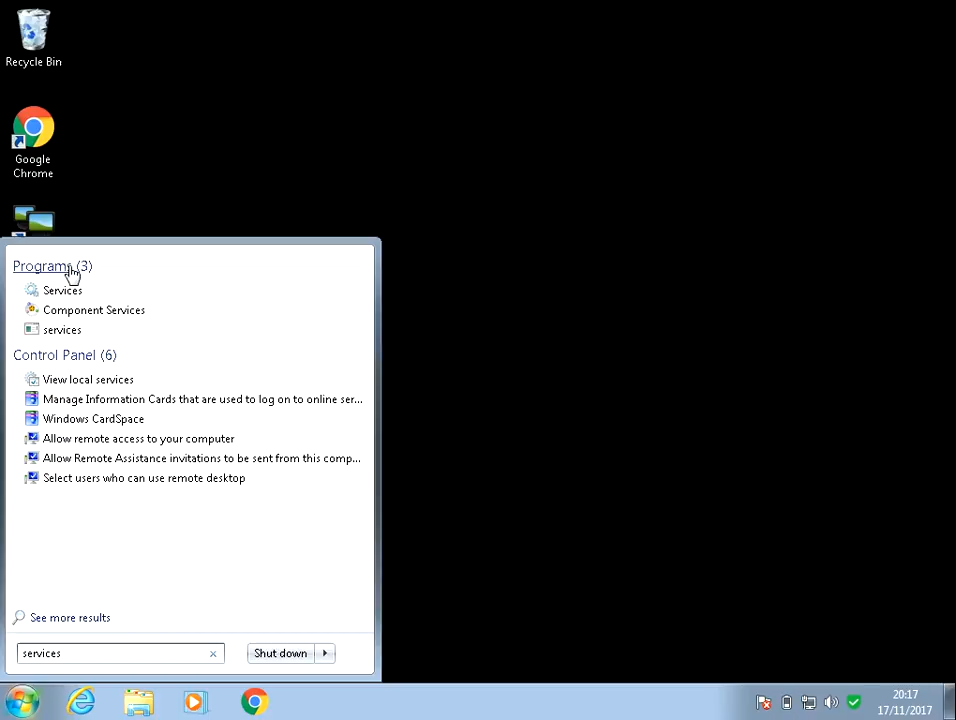 Recycle Bin
Google
Chrome
Programs (3)
Services
Component Services
services
Control Panel (6)
View local services
Manage Information Cards that are used to log on to online ser...
Windows CardSpace
Allow remote access to your computer
Allow Remote Assistance invitations to be sent from this comp...
Select users who can use remote desktop
See more results
services
Shut down
20:17
17/11/2017